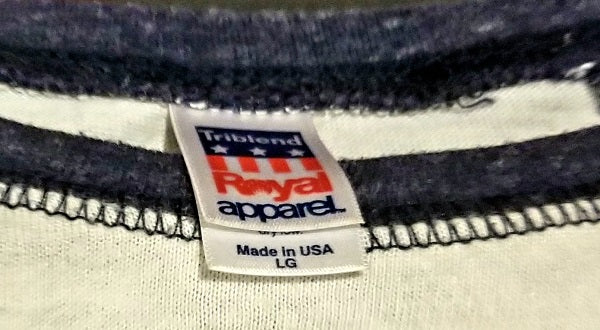 Triblend
Royal
apparel
Made in USA
LG